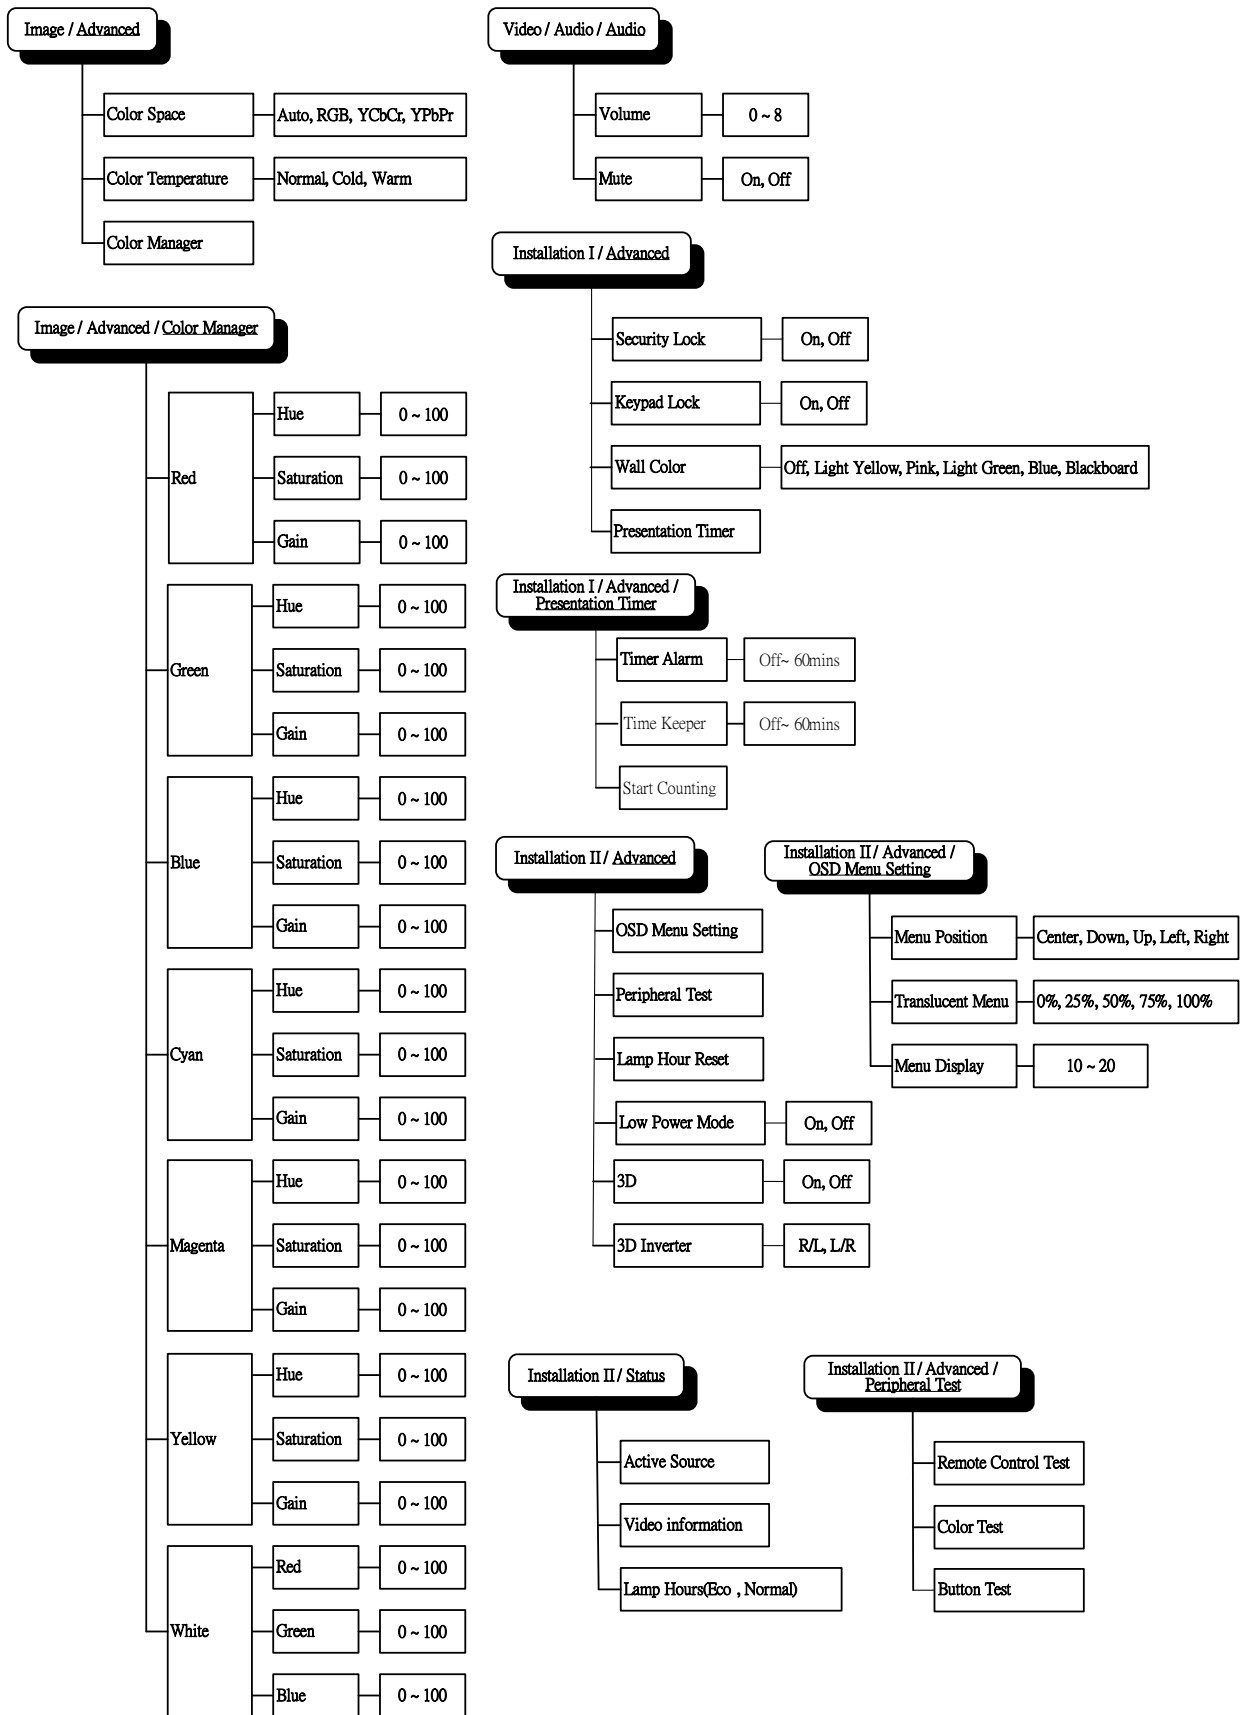 Image / Advanced
Color Space
Auto, RGB, YCbCr, YPbPr
Color Temperature
Normal, Cold, Warm
Color Manager
Image / Advanced / Color Manager
Red
Hue
0 ~ 100
Saturation
0 ~ 100
Gain
0 ~ 100
Green
Hue
0 ~ 100
Saturation
0 ~ 100
Gain
0 ~ 100
Blue
Hue
0 ~ 100
Saturation
0 ~ 100
Gain
0 ~ 100
Cyan
Hue
0 ~ 100
Saturation
0 ~ 100
Gain
0 ~ 100
Magenta
Hue
0 ~ 100
Saturation
0 ~ 100
Gain
0 ~ 100
Yellow
Hue
0 ~ 100
Saturation
0 ~ 100
Gain
0 ~ 100
White
Red
0 ~ 100
Green
0 ~ 100
Blue
0 ~ 100
Video / Audio / Audio
Volume
0 ~ 8
Mute
On, Off
Installation I / Advanced
Security Lock
On, Off
Keypad Lock
On, Off
Wall Color
Off, Light Yellow, Pink, Light Green, Blue, Blackboard
Presentation Timer
Installation I / Advanced /
Presentation Timer
Timer Alarm
Off~ 60mins
Time Keeper
Off~ 60mins
Start Counting
Installation II / Advanced
OSD Menu Setting
Peripheral Test
Lamp Hour Reset
Low Power Mode
On, Off
3D
On, Off
3D Inverter
R/L, L/R
Installation II / Advanced /
OSD Menu Setting
Menu Position
Center, Down, Up, Left, Right
Translucent Menu
0%, 25%, 50%, 75%, 100%
Menu Display
10 ~ 20
Installation II / Status
Active Source
Video information
Lamp Hours(Eco , Normal)
Installation II / Advanced /
Peripheral Test
Remote Control Test
Color Test
Button Test